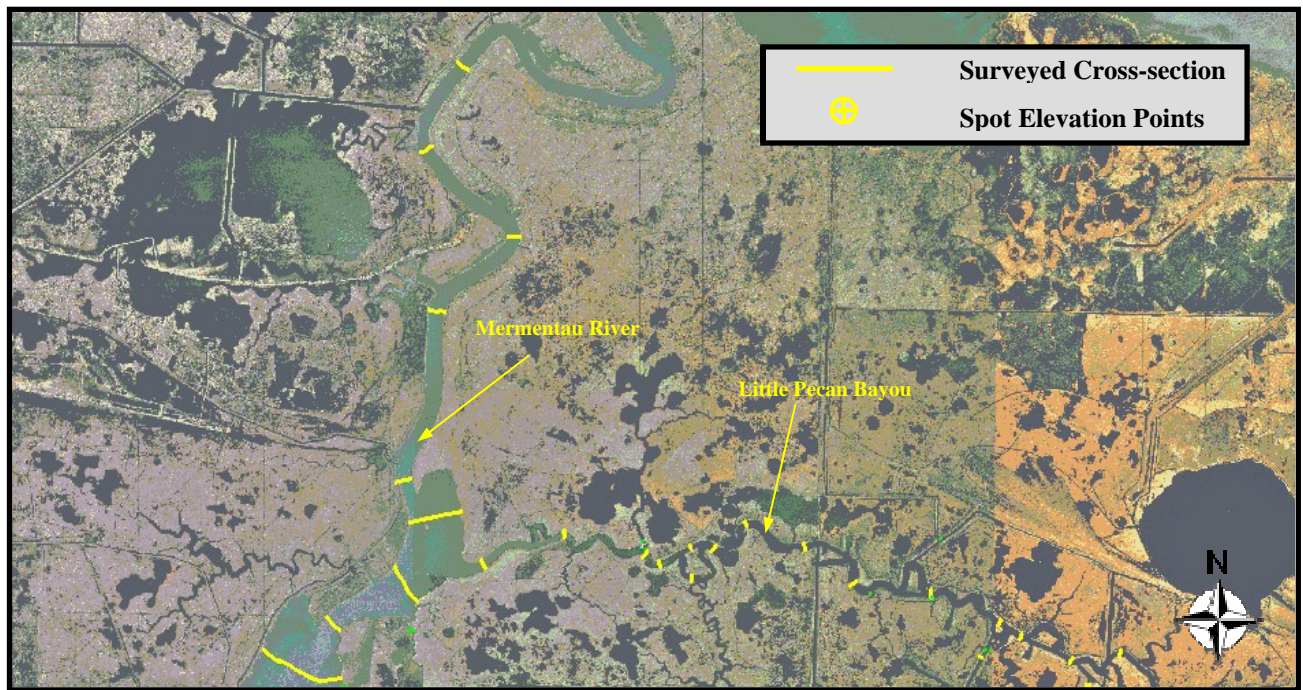 Surveyed Cross-section
Spot Elevation Points
Mermentau River
Little Pecan Bayou
N